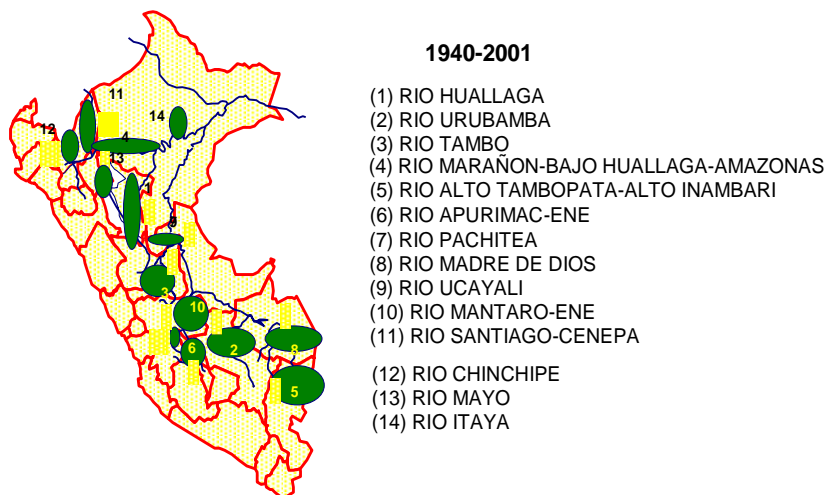 1940-2001
(1) RIO HUALLAGA
(2) RIO URUBAMBA
(3) RIO TAMBO
(4) RIO MARAÑON-BAJO HUALLAGA-AMAZONAS
(5) RIO ALTO TAMBOPATA-ALTO INAMBARI
(6) RIO APURIMAC-ENE
(7) RIO PACHITEA
(8) RIO MADRE DE DIOS
(9) RIO UCAYALI
(10) RIO MANTARO-ENE
(11) RIO SANTIAGO-CENEPA
(12) RIO CHINCHIPE
(13) RIO MAYO
(14) RIO ITAYA
11
14
12
4
13
1
3
10
6
2
8
5